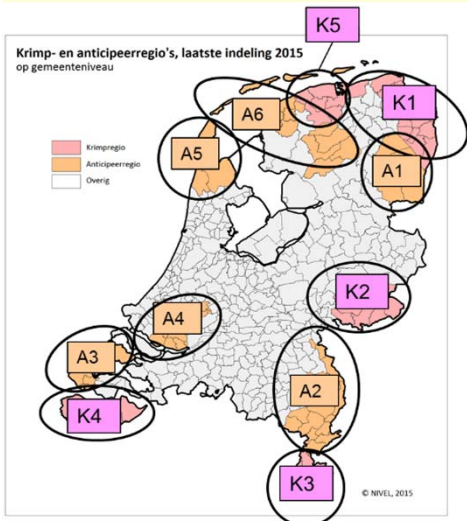 K5
Krimp- en anticipeerregio's, laatste indeling 2015
op gemeenteniveau
K1
A6
Krimpregio
Anticipeerregio
Overig
A5
A1
K2
A4
A3
A2
K4
K3
© NIVEL, 2015